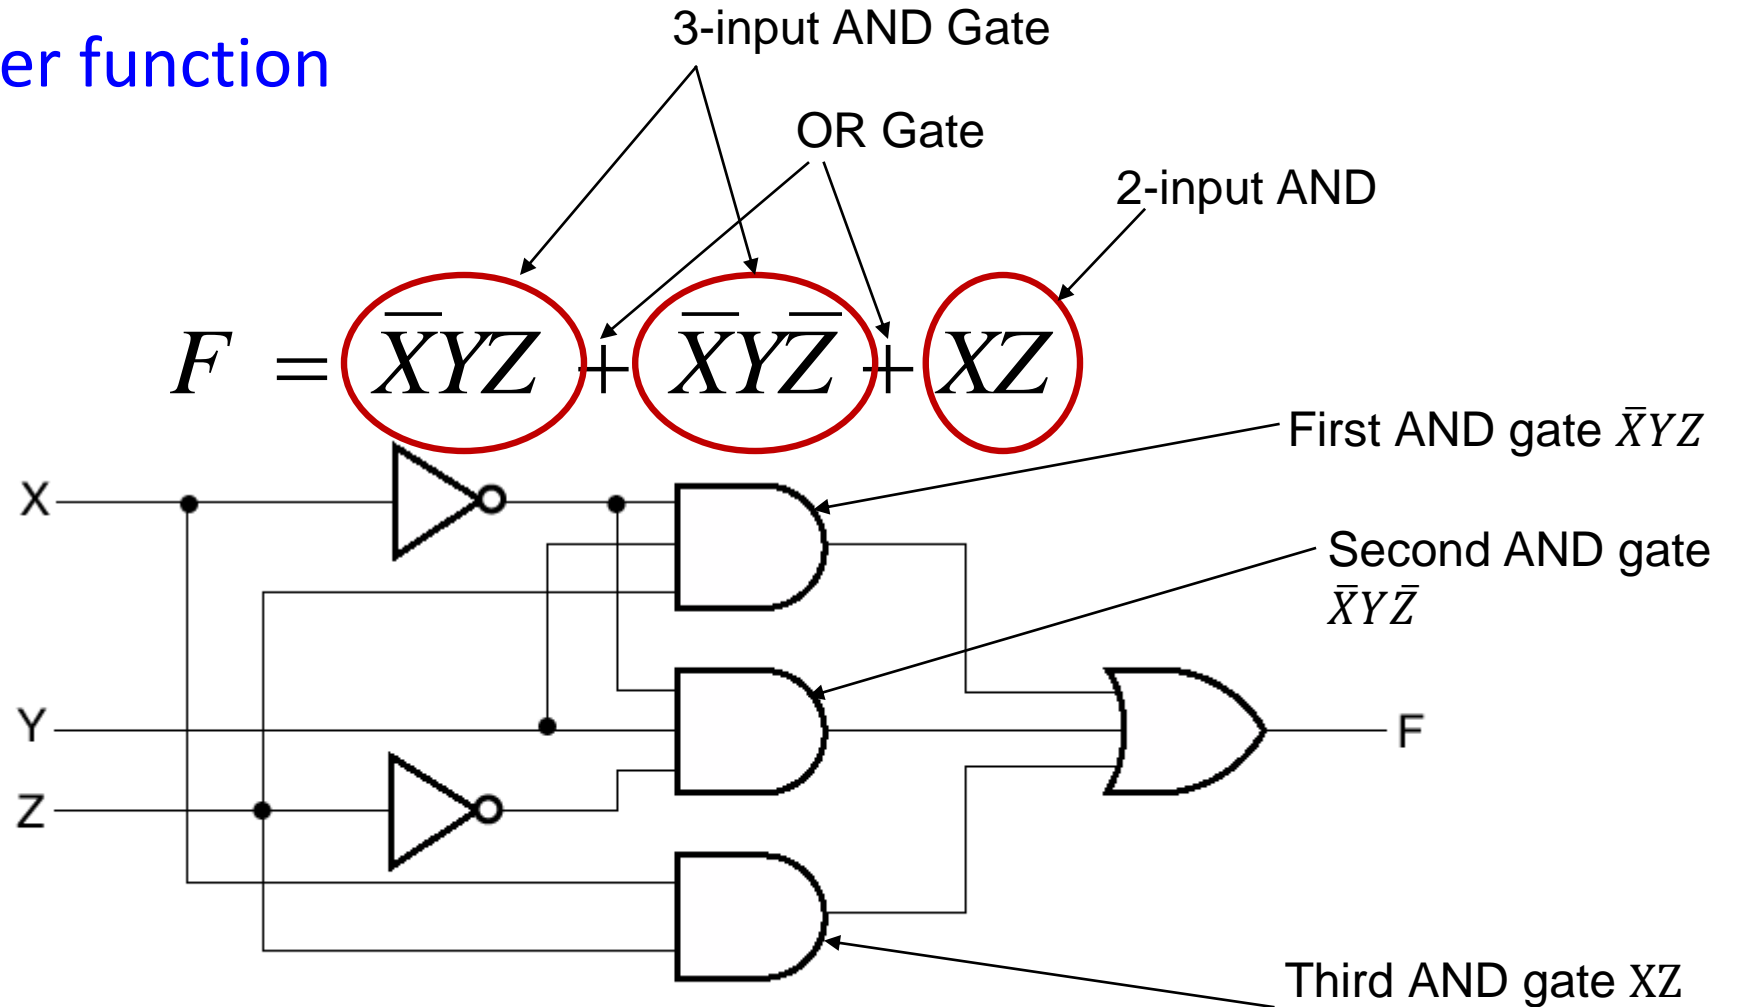 er function
3-input AND Gate
OR Gate
2-input AND
F = X̅YZ + X̅YZ̅ + XZ
First AND gate X̅YZ
X
Second AND gate
X̅YZ̅
Y
F
Z
Third AND gate XZ